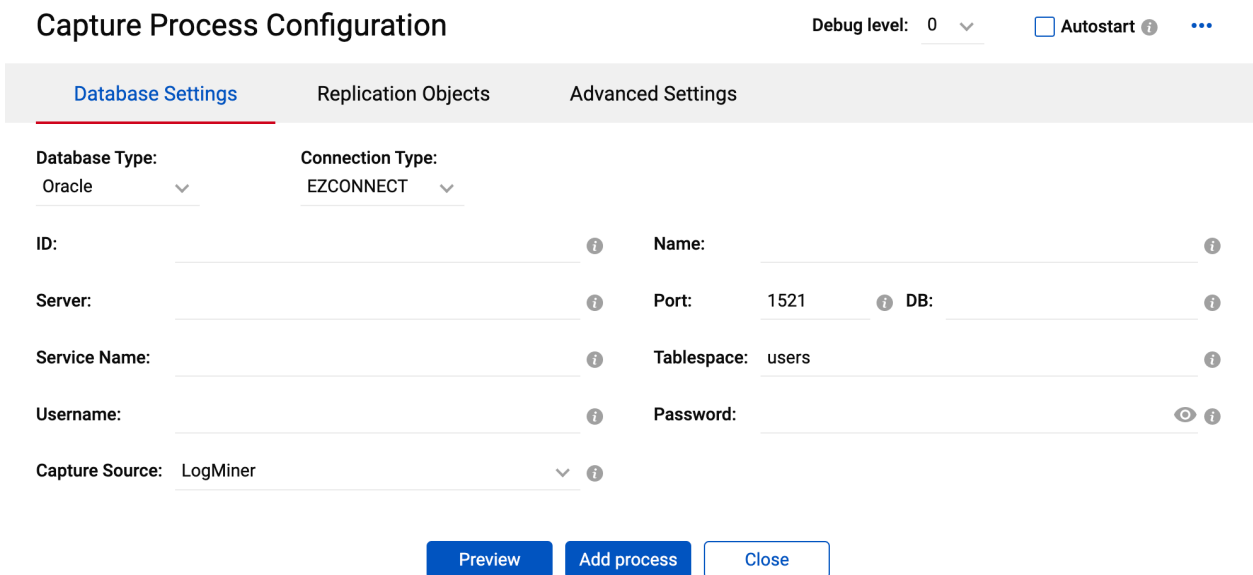 Capture Process Configuration Debug level: 0 Autostart
Database Settings Replication Objects Advanced Settings
Database Type: Connection Type:
Oracle EZCONNECT
ID: Name:
Server: Port: 1521 DB:
Service Name: Tablespace: users
Username: Password:
Capture Source: LogMiner
Preview Add process Close